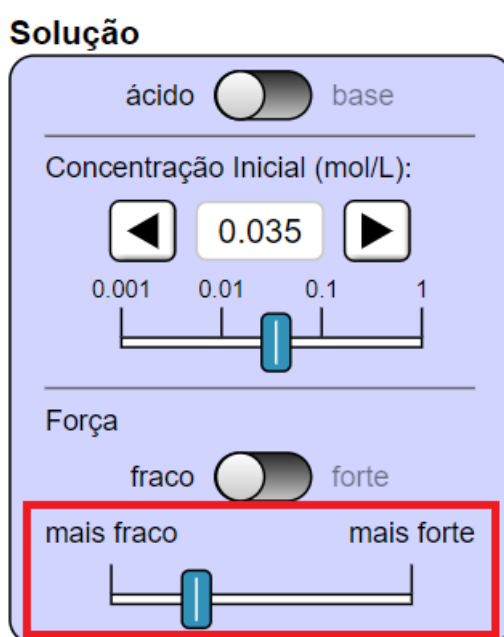 Solução
ácido base
Concentração Inicial (mol/L):
0.035
0.001 0.01 0.1 1
Força
fraco forte
mais fraco mais forte